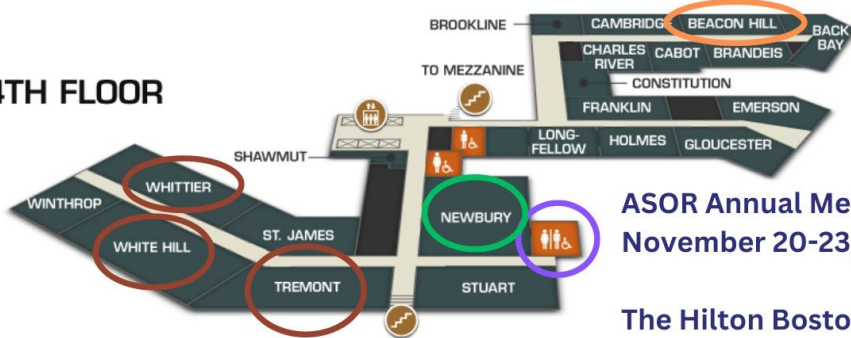 BROOKLINE
CAMBRIDGE
BEACON HILL
BACK BAY
CHARLES RIVER
CABOT
BRANDEIS
TO MEZZANINE
CONSTITUTION
4TH FLOOR
FRANKLIN
EMERSON
LONG-
FELLOW
HOLMES
GLOUCESTER
SHAWMUT
WHITTIER
WINTHROP
NEWBURY
ST. JAMES
WHITE HILL
TREMONT
STUART
ASOR Annual Me
November 20-23
The Hilton Bosto